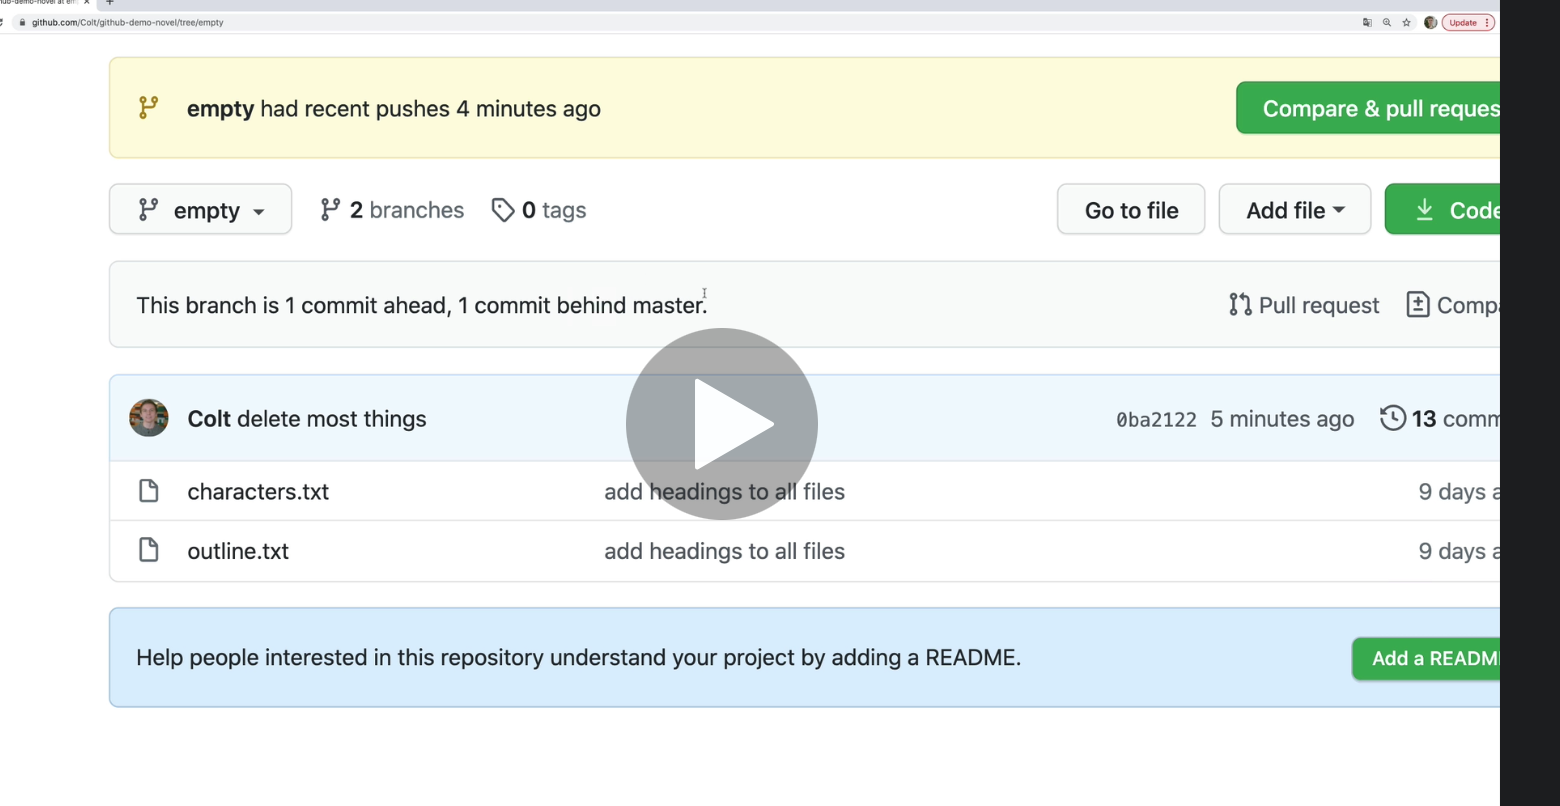 github.com/Colt/github-demo-novel/tree/empty
Update
empty had recent pushes 4 minutes ago
Compare & pull reques
empty
2 branches
0 tags
Go to file
Add file
Code
This branch is 1 commit ahead, 1 commit behind master.
Pull request
Compa
Colt delete most things
0ba2122 5 minutes ago
13 comm
characters.txt
add headings to all files
9 days a
outline.txt
add headings to all files
9 days a
Help people interested in this repository understand your project by adding a README.
Add a README